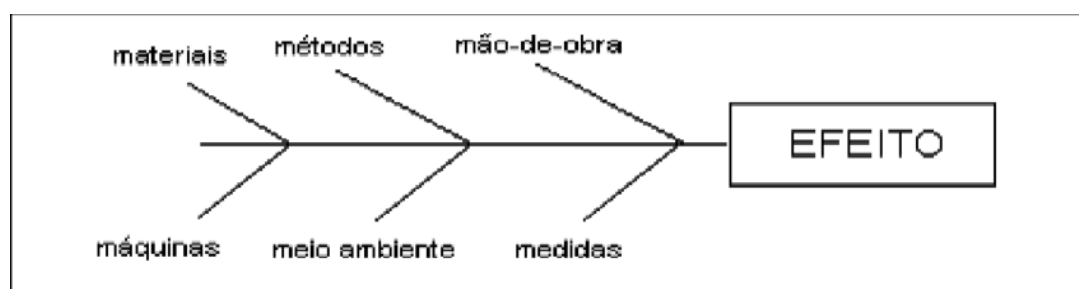 materiais
métodos
mão-de-obra
EFEITO
máquinas
meio ambiente
medidas